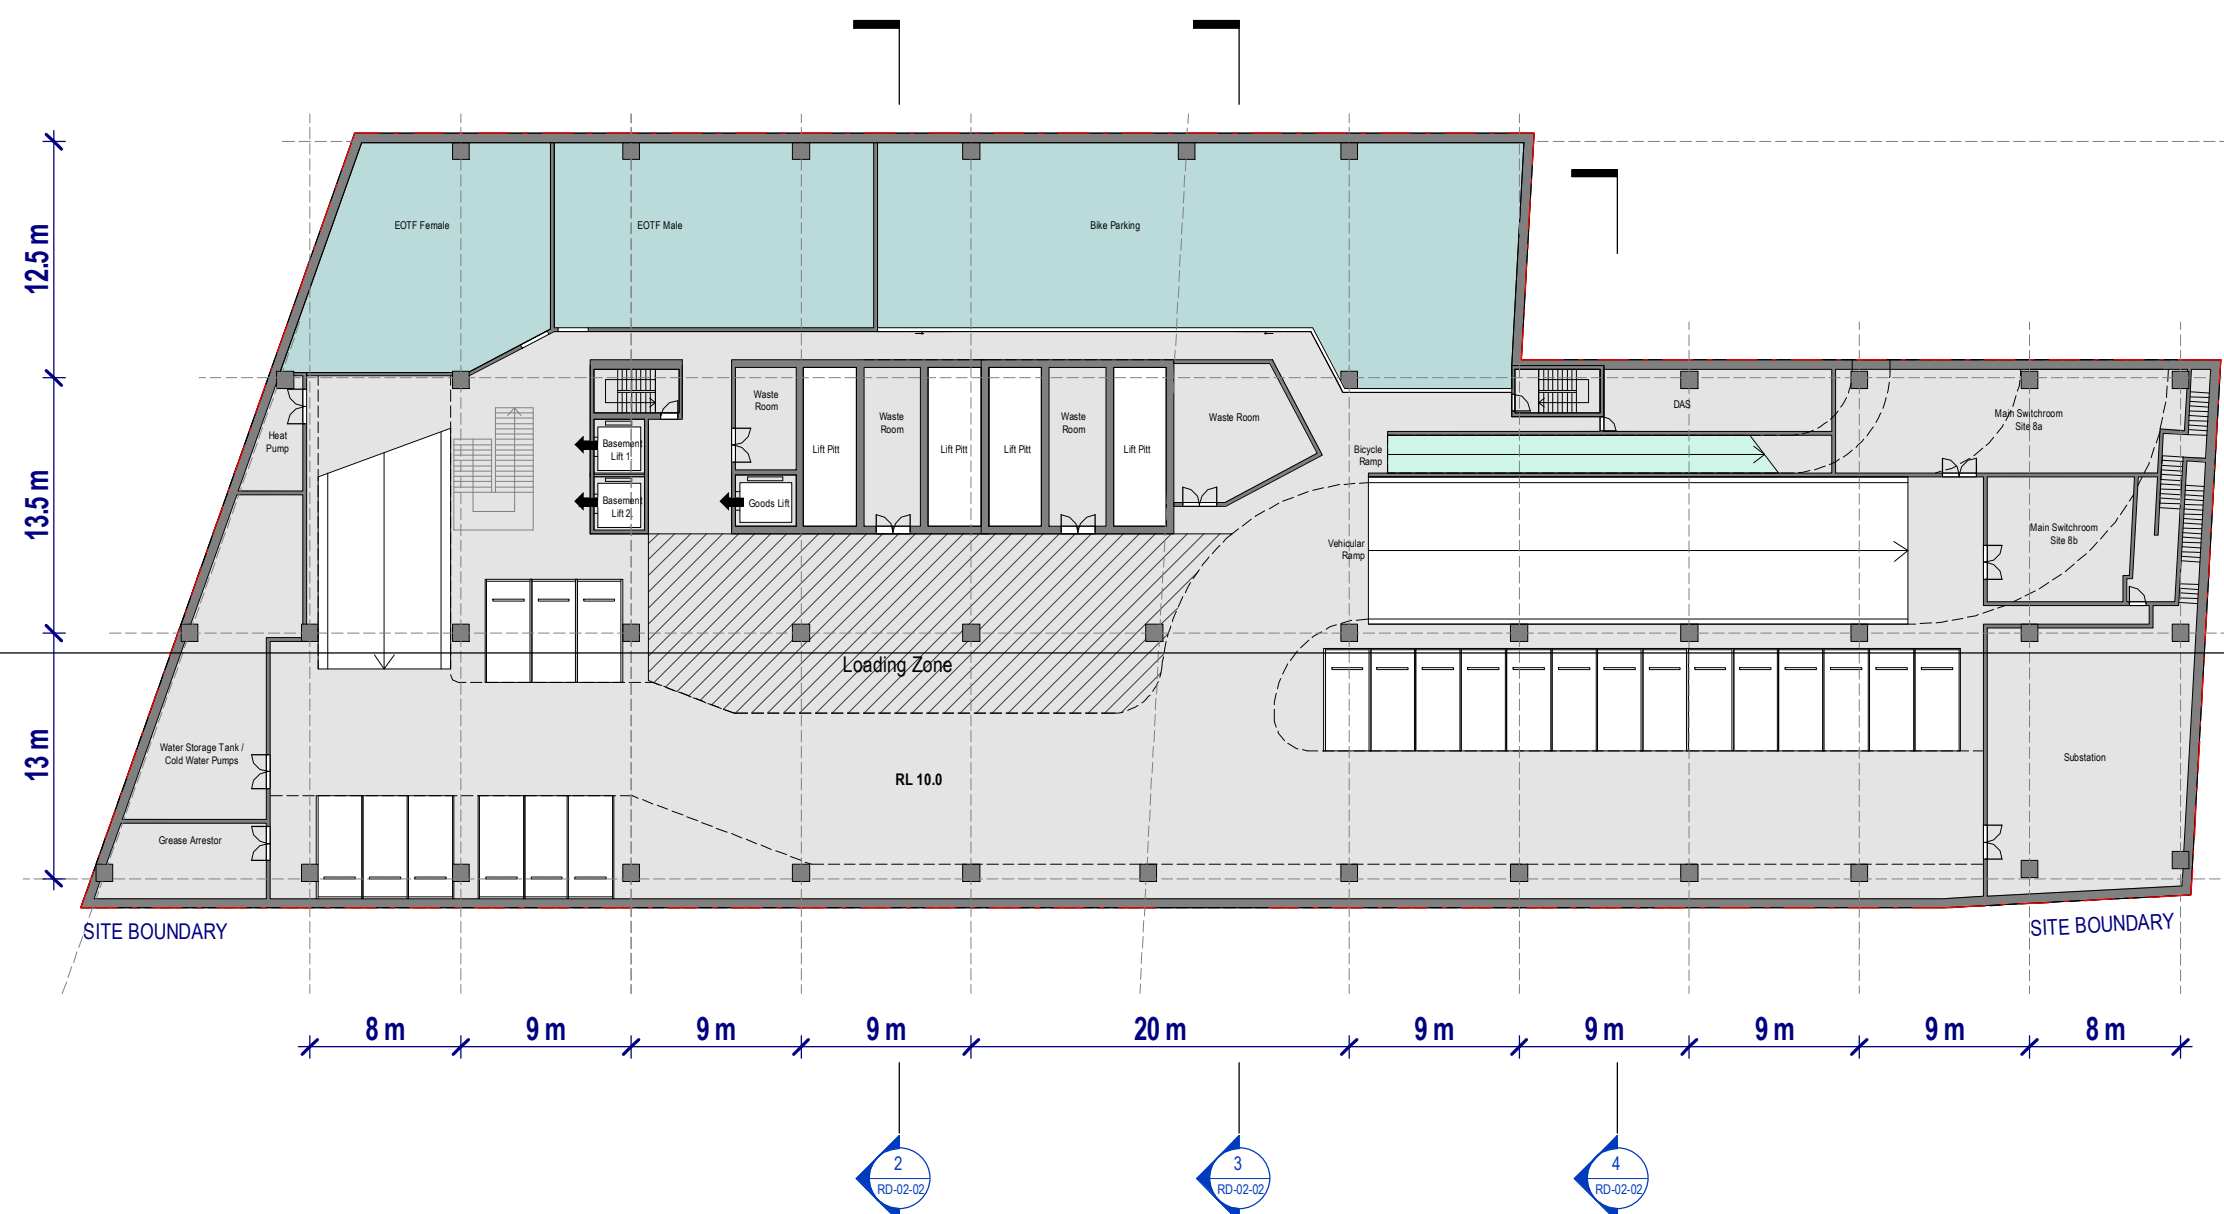 12.5 m
13.5 m
13 m
EOTF Female
EOTF Male
Bike Parking
Heat
Pump
Basement
Lift 1
Basement
Lift 2
Waste
Room
Goods Lift
Lift Pitt
Waste
Room
Lift Pitt
Lift Pitt
Waste
Room
Lift Pitt
Waste Room
Bicycle
Ramp
DAS
Main Switchroom
Site 8a
Vehicular
Ramp
Main Switchroom
Site 8b
Loading Zone
Water Storage Tank /
Cold Water Pumps
RL 10.0
Substation
Grease Arrestor
SITE BOUNDARY
SITE BOUNDARY
8 m
9 m
9 m
9 m
20 m
9 m
9 m
9 m
9 m
8 m
2
RD-02-02
3
RD-02-02
4
RD-02-02